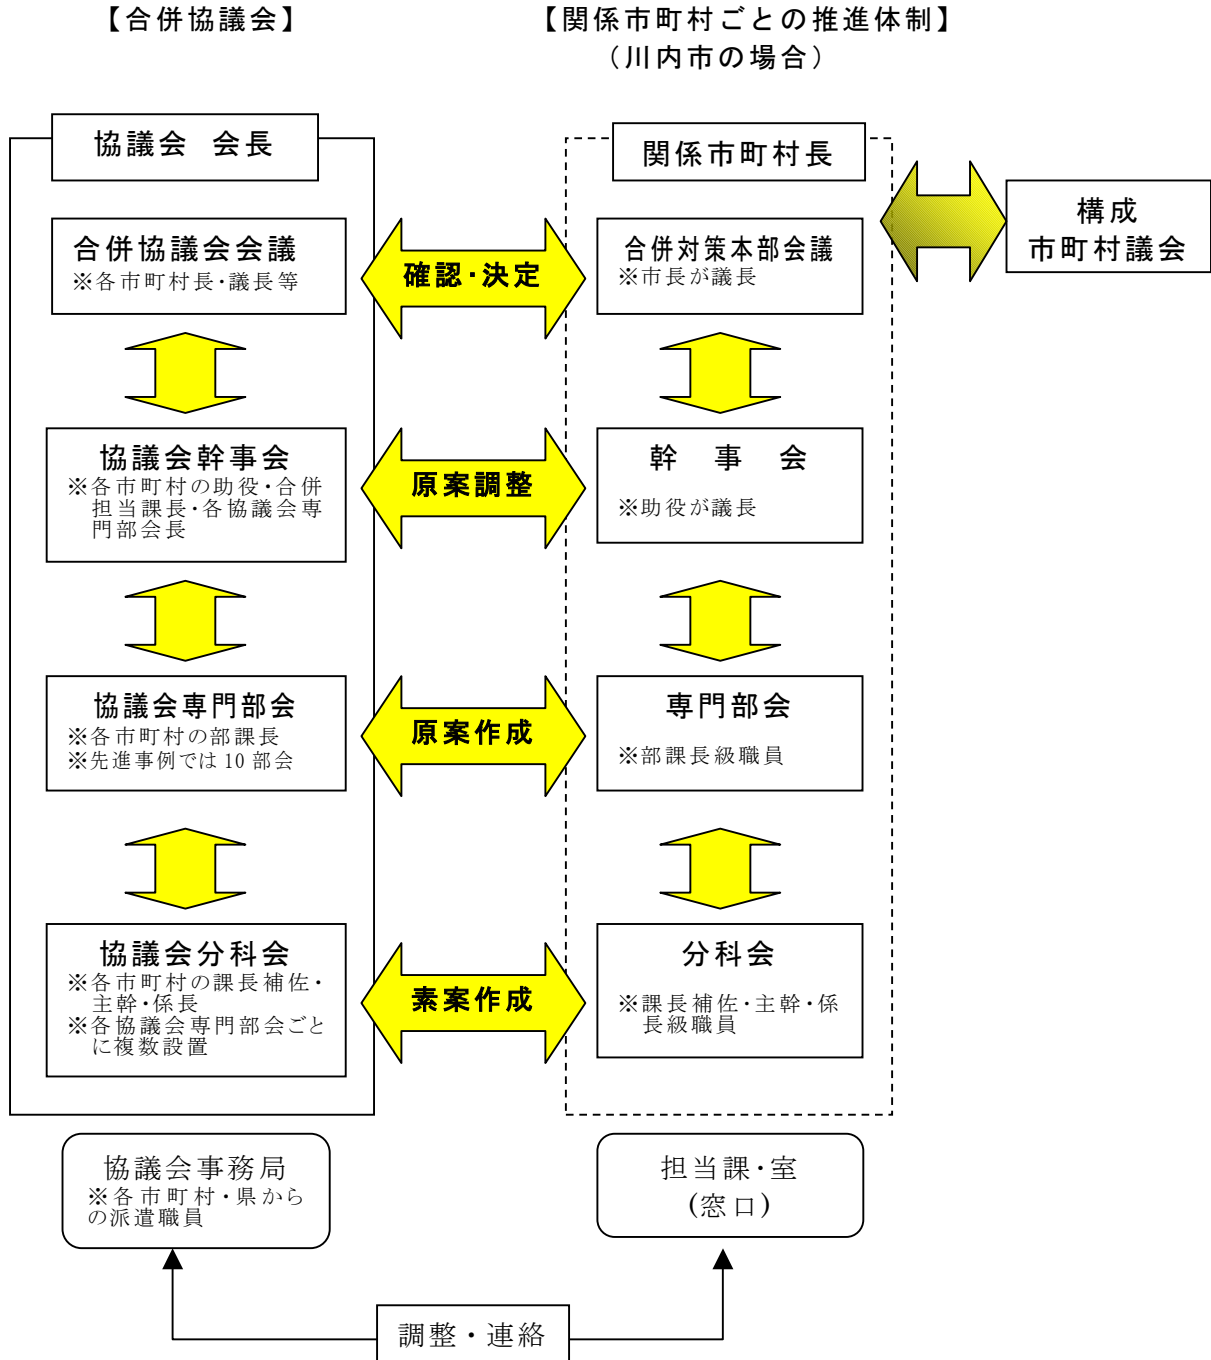 【合併協議会】
【関係市町村ごとの推進体制】
（川内市の場合）
協議会 会長
関係市町村長
合併協議会会議
※各市町村長・議長等
確認・決定
合併対策本部会議
※市長が議長
構成
市町村議会
協議会幹事会
※各市町村の助役・合併
担当課長・各協議会専
門部会長
原案調整
幹 事 会
※助役が議長
協議会専門部会
※各市町村の部課長
※先進事例では10部会
原案作成
専門部会
※部課長級職員
協議会分科会
※各市町村の課長補佐・
主幹・係長
※各協議会専門部会ごと
に複数設置
素案作成
分科会
※課長補佐・主幹・係
長級職員
協議会事務局
※各市町村・県から
の派遣職員
担当課・室
(窓口)
調整・連絡